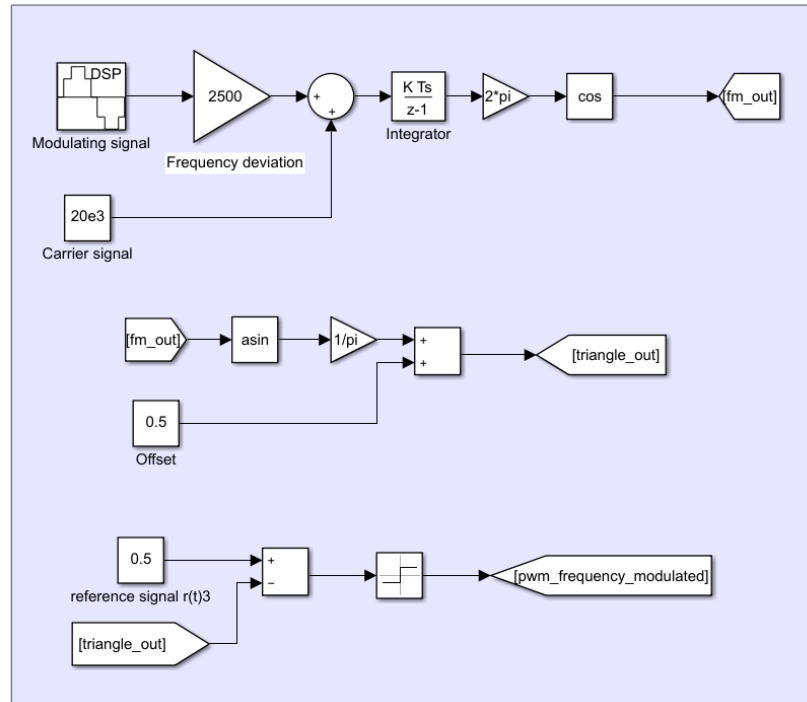 DSP
Modulating signal
2500
Frequency deviation
+
+
K Ts
z-1
Integrator
2*pi
cos
[fm_out]
20e3
Carrier signal
[fm_out]
asin
1/pi
+
+
[triangle_out]
0.5
Offset
0.5
reference signal r(t)3
+
−
[pwm_frequency_modulated]
[triangle_out]